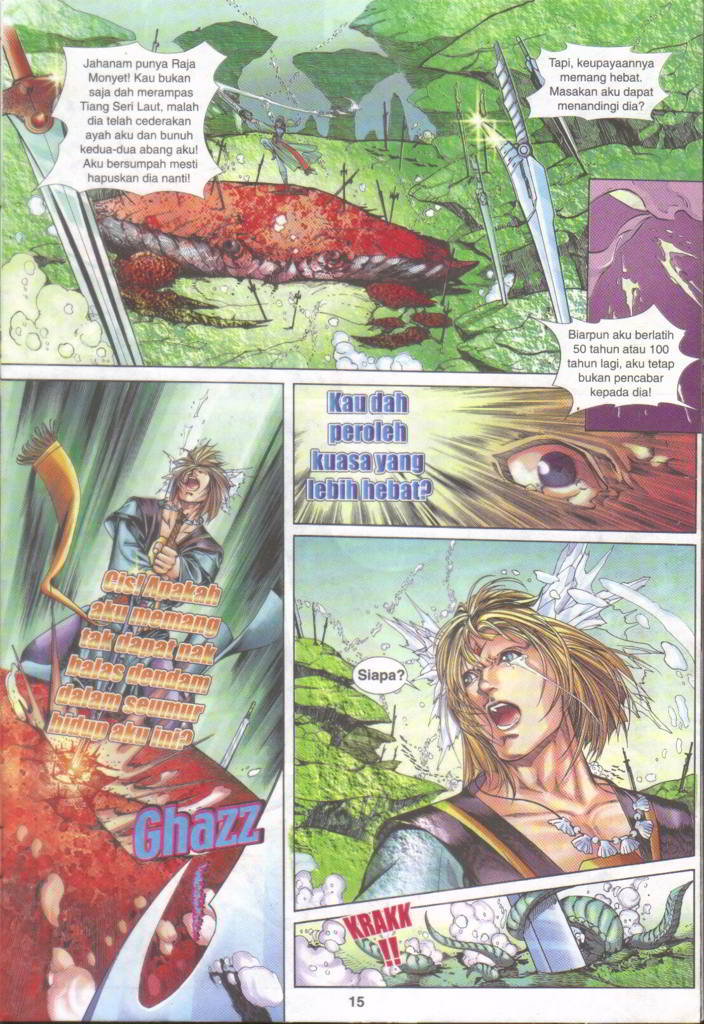 Jahanam punya Raja
Monyet! Kau bukan
saja dah merampas
Tiang Seri Laut, malah
dia telah cederakan
ayah aku dan bunuh
kedua-dua abang aku!
Aku bersumpah mesti
hapuskan dia nanti!
Tapi, keupayaannya
memang hebat.
Masakan aku dapat
menandingi dia?
Biarpun aku berlatih
50 tahun atau 100
tahun lagi, aku tetap
bukan pencabar
kepada dia!
Cis! Apakah
aku memang
tak dapat nak
balas dendam
dalam seumur
hidup aku ini?
Ghazz
Kau dah
peroleh
kuasa yang
lebih hebat?
Siapa?
KRAKK
!!
15